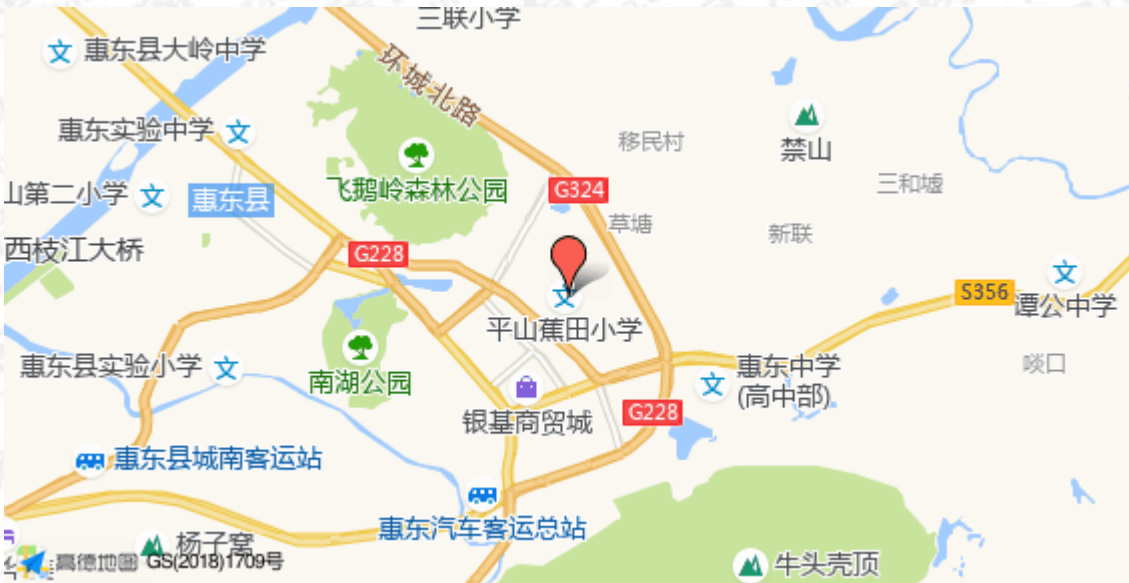 三联小学
惠东县大岭中学
环城北路
惠东实验中学
移民村
禁山
山第二小学
惠东县
飞鹅岭森林公园
G324
三和墟
草塘
新联
西枝江大桥
G228
S356
谭公中学
平山蕉田小学
惠东县实验小学
南湖公园
惠东中学
(高中部)
啖口
银基商贸城
G228
惠东县城南客运站
惠东汽车客运总站
杨子窝
高德地图 GS(2018)1709号
牛头壳顶